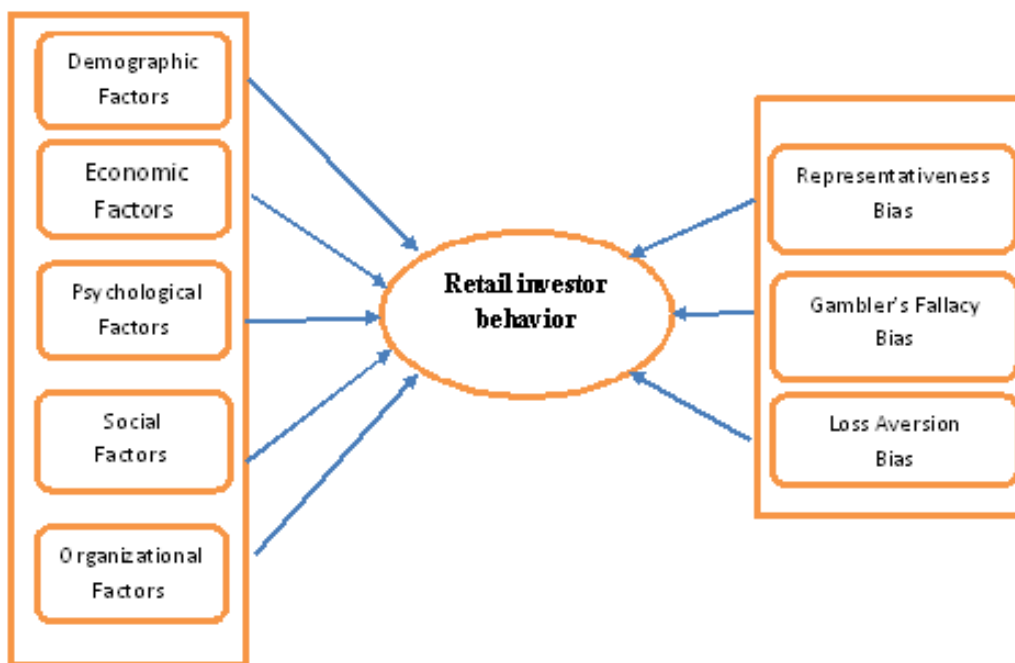 Demographic
Factors
Economic
Factors
Psychological
Factors
Social
Factors
Organizational
Factors
Retail investor
behavior
Representativeness
Bias
Gambler's Fallacy
Bias
Loss Aversion
Bias